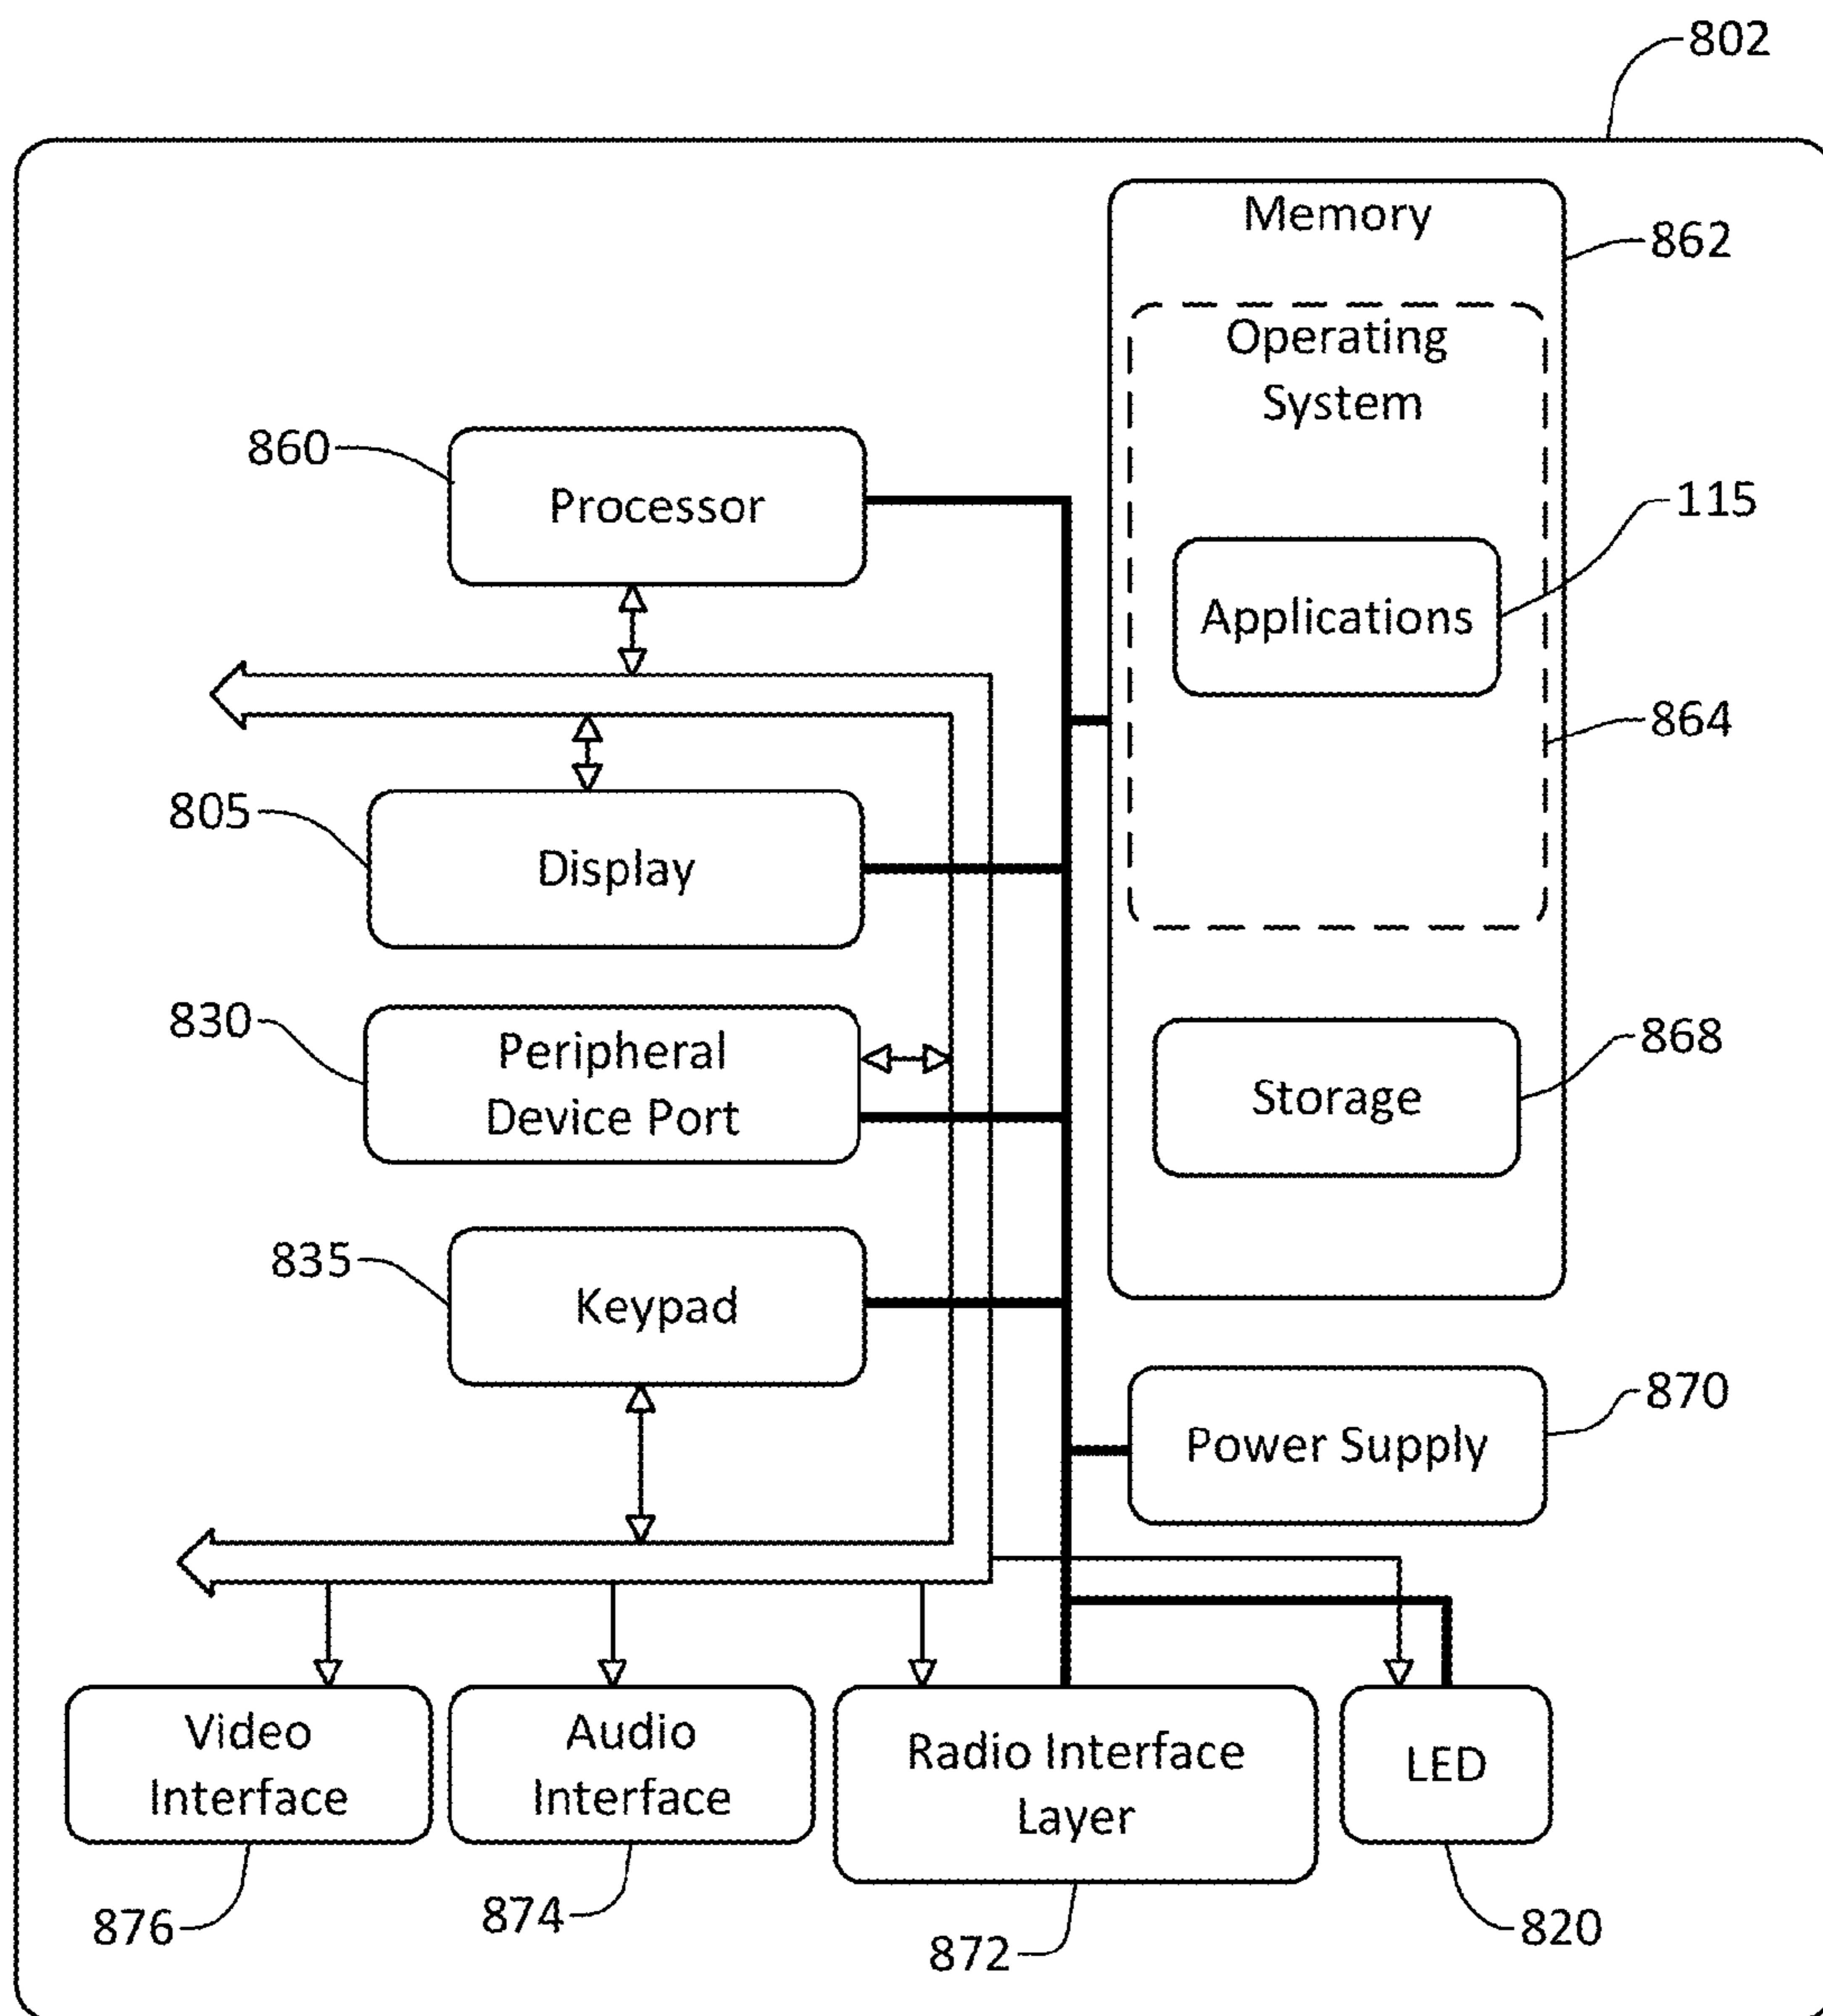 802
Memory
862
Operating
System
860
Processor
115
Applications
864
805
Display
830
Peripheral
Device Port
868
Storage
835
Keypad
870
Power Supply
Video
Interface
Audio
Interface
Radio Interface
Layer
LED
876
874
872
820